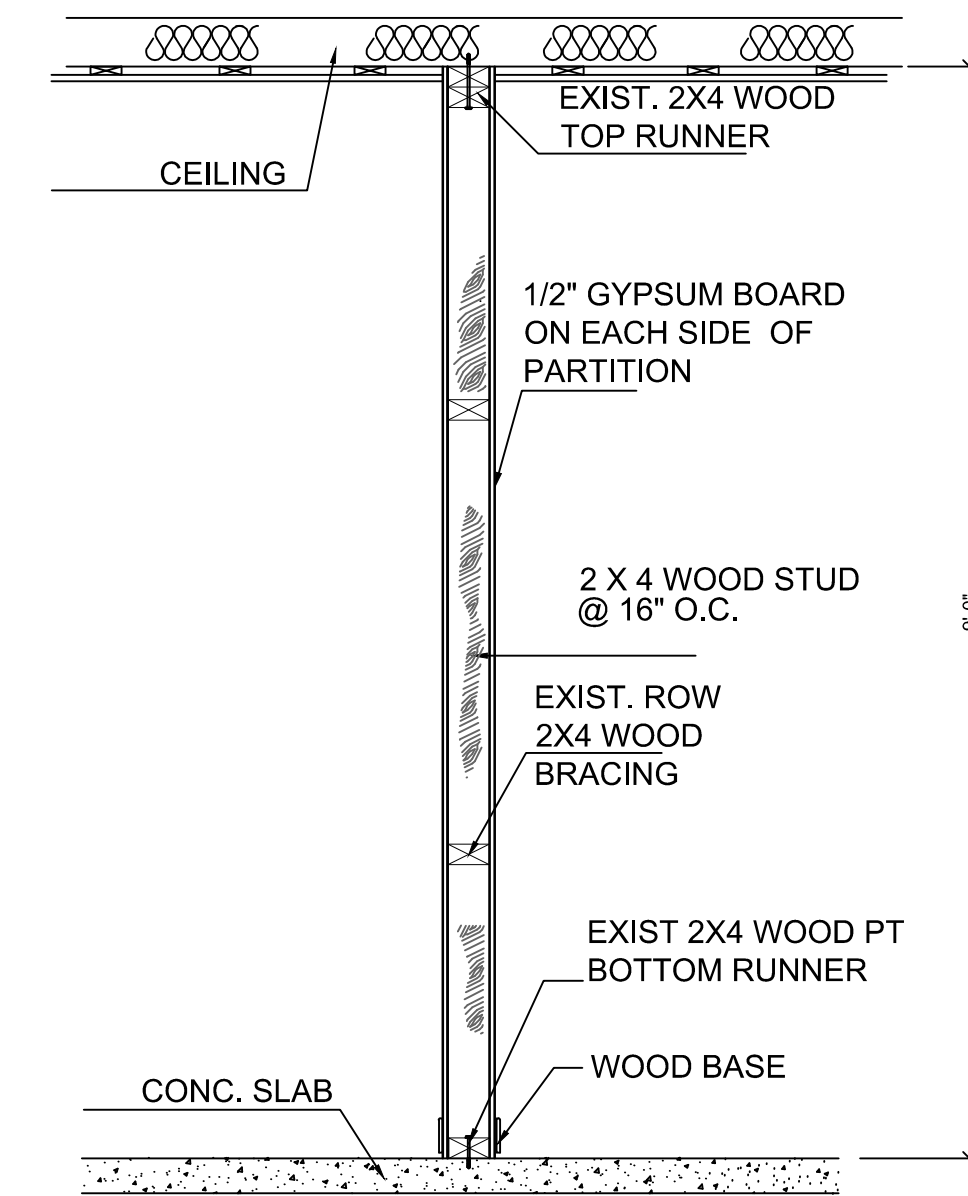 EXIST. 2X4 WOOD
TOP RUNNER
CEILING
1/2" GYPSUM BOARD
ON EACH SIDE OF
PARTITION
2 X 4 WOOD STUD
@ 16" O.C.
EXIST. ROW
2X4 WOOD
BRACING
EXIST 2X4 WOOD PT
BOTTOM RUNNER
WOOD BASE
CONC. SLAB